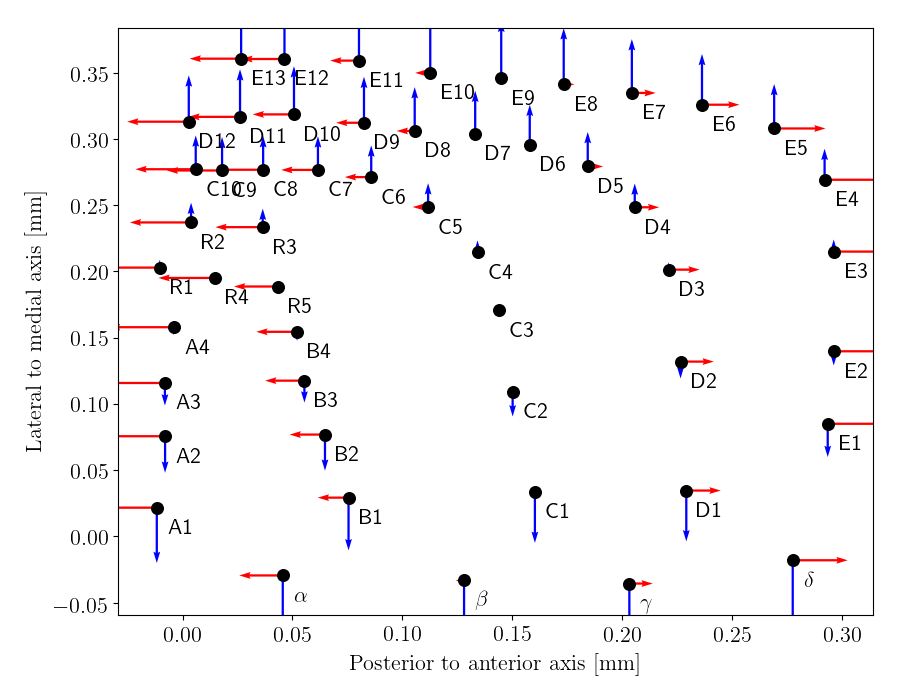 0.35
0.30
0.25
0.20
0.15
0.10
0.05
0.00
−0.05
Lateral to medial axis [mm]
E13 E12 E11 E10 E9 E8 E7 E6 E5 E4 E3 E2 E1
D12 D11 D10 D9 D8 D7 D6 D5 D4 D3 D2 D1
C10 C9 C8 C7 C6 C5 C4 C3 C2 C1
R2 R3
R1 R4 R5
A4 B4
A3 B3
A2 B2
A1 B1
α β γ δ
0.00 0.05 0.10 0.15 0.20 0.25 0.30
Posterior to anterior axis [mm]